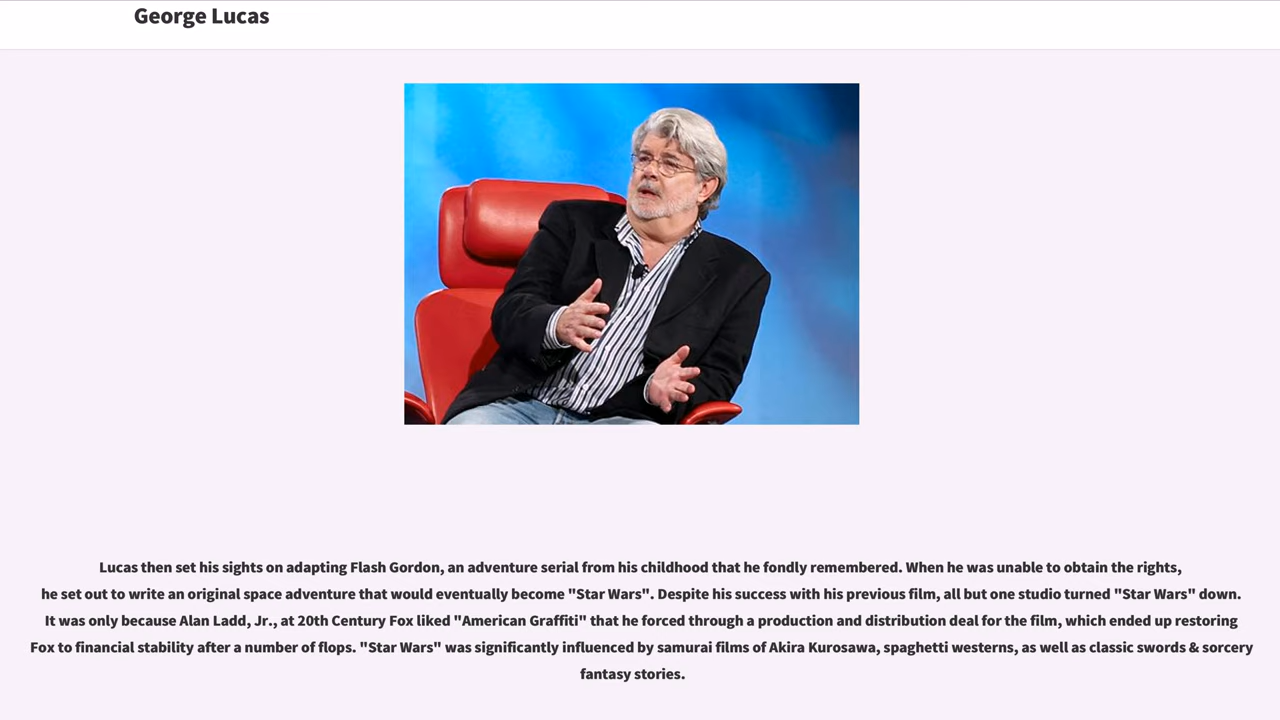 George Lucas
Lucas then set his sights on adapting Flash Gordon, an adventure serial from his childhood that he fondly remembered. When he was unable to obtain the rights,
he set out to write an original space adventure that would eventually become "Star Wars". Despite his success with his previous film, all but one studio turned "Star Wars" down.
It was only because Alan Ladd, Jr., at 20th Century Fox liked "American Graffiti" that he forced through a production and distribution deal for the film, which ended up restoring
Fox to financial stability after a number of flops. "Star Wars" was significantly influenced by samurai films of Akira Kurosawa, spaghetti westerns, as well as classic swords & sorcery
fantasy stories.